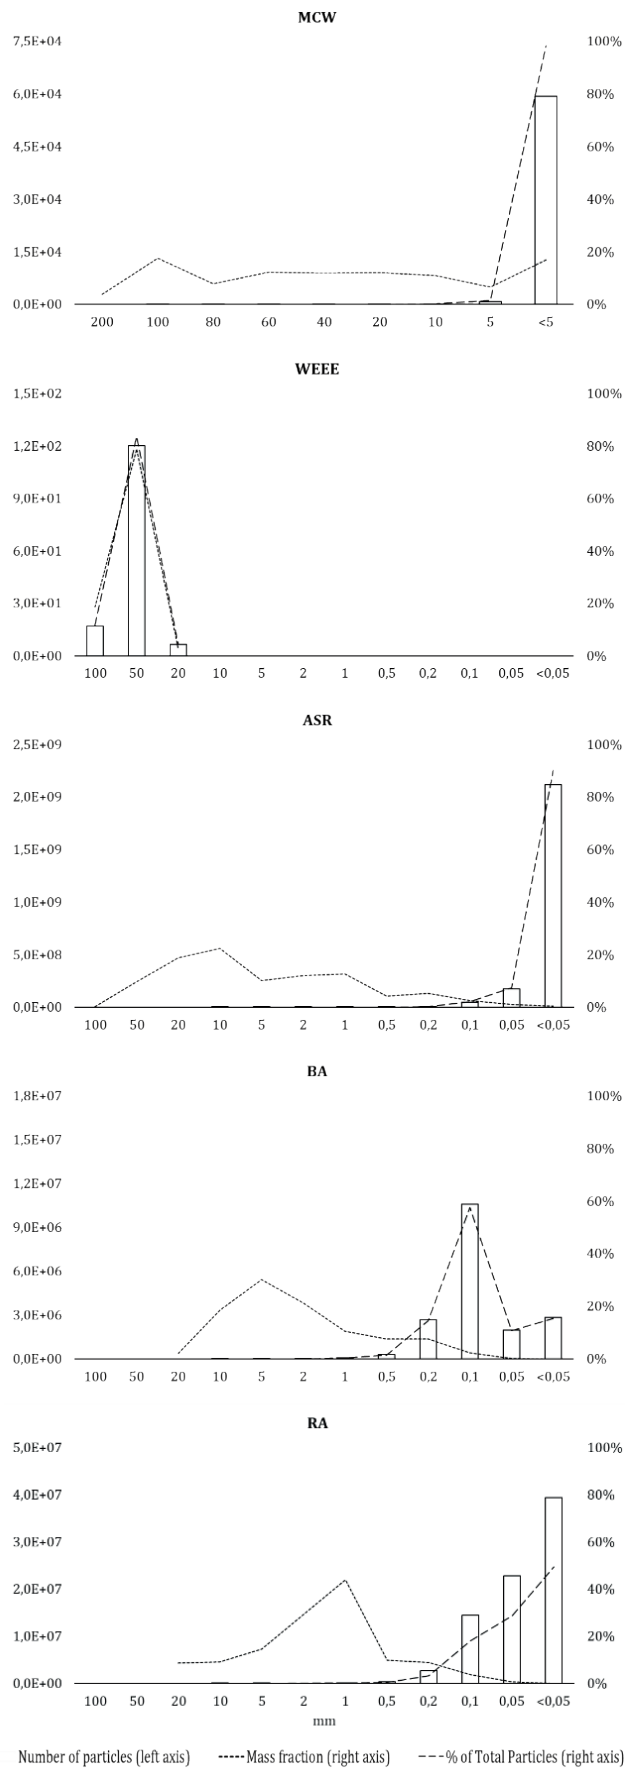 MCW
7,5E+04 100%
6,0E+04 80%
4,5E+04 60%
3,0E+04 40%
1,5E+04 20%
0,0E+00 0%
200 100 80 60 40 20 10 5 <5
WEEE
1,5E+02 100%
1,2E+02 80%
9,0E+01 60%
6,0E+01 40%
3,0E+01 20%
0,0E+00 0%
100 50 20 10 5 2 1 0,5 0,2 0,1 0,05 <0,05
ASR
2,5E+09 100%
2,0E+09 80%
1,5E+09 60%
1,0E+09 40%
5,0E+08 20%
0,0E+00 0%
100 50 20 10 5 2 1 0,5 0,2 0,1 0,05 <0,05
BA
1,8E+07 100%
1,5E+07
80%
1,2E+07
60%
9,0E+06
40%
6,0E+06
3,0E+06 20%
0,0E+00 0%
100 50 20 10 5 2 1 0,5 0,2 0,1 0,05 <0,05
RA
5,0E+07 100%
4,0E+07 80%
3,0E+07 60%
2,0E+07 40%
1,0E+07 20%
0,0E+00 0%
100 50 20 10 5 2 1 0,5 0,2 0,1 0,05 <0,05
mm
Number of particles (left axis) Mass fraction (right axis) % of Total Particles (right axis)